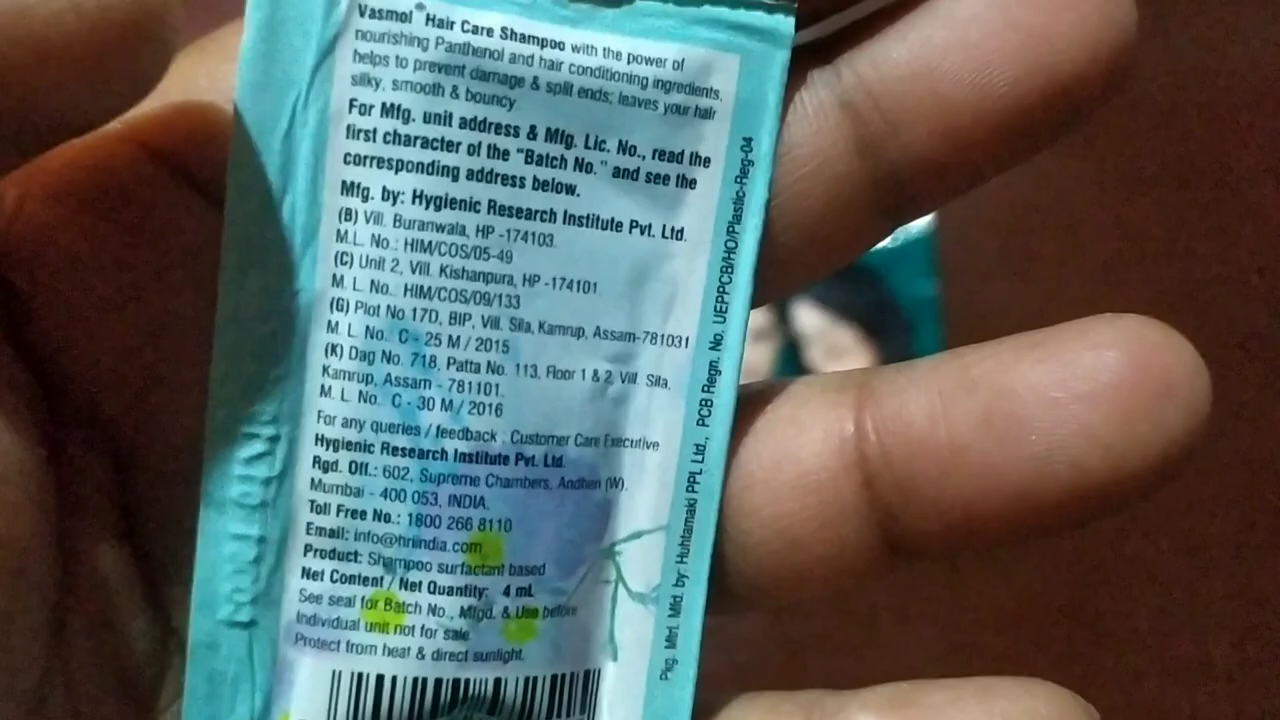 Vasmol® Hair Care Shampoo with the power of
nourishing Panthenol and hair conditioning ingredients,
helps to prevent damage & split ends; leaves your hair
silky, smooth & bouncy
For Mfg. unit address & Mfg. Lic. No., read the
first character of the "Batch No." and see the
corresponding address below.
Mfg. by: Hygienic Research Institute Pvt. Ltd.
(B) Vill. Buranwala, HP -174103.
M.L. No.: HIM/COS/05-49
(C) Unit 2, Vill. Kishanpura, HP -174101
M. L. No. HIM/COS/09/133
(G) Plot No 17D, BIP, Vill. Sila, Kamrup, Assam-781031
M. L. No. C - 25 M / 2015
(K) Dag No. 718, Patta No. 113, Floor 1 & 2, Vill. Sila,
Kamrup, Assam - 781101.
M. L. No. C - 30 M / 2016
For any queries / feedback : Customer Care Executive
Hygienic Research Institute Pvt. Ltd.
Rgd. Off.: 602, Supreme Chambers, Andheri (W).
Mumbai - 400 053, INDIA.
Toll Free No.: 1800 266 8110
Email: info@hriindia.com
Product: Shampoo surfactant based
Net Content / Net Quantity: 4 mL
See seal for Batch No., Mfgd. & Use before
Individual unit not for sale
Protect from heat & direct sunlight.
Pkg. Mtrl. Mfd. by: Huhtamaki PPL Ltd., PCB Regn. No. UEPPCB/HO/Plastic-Reg-04